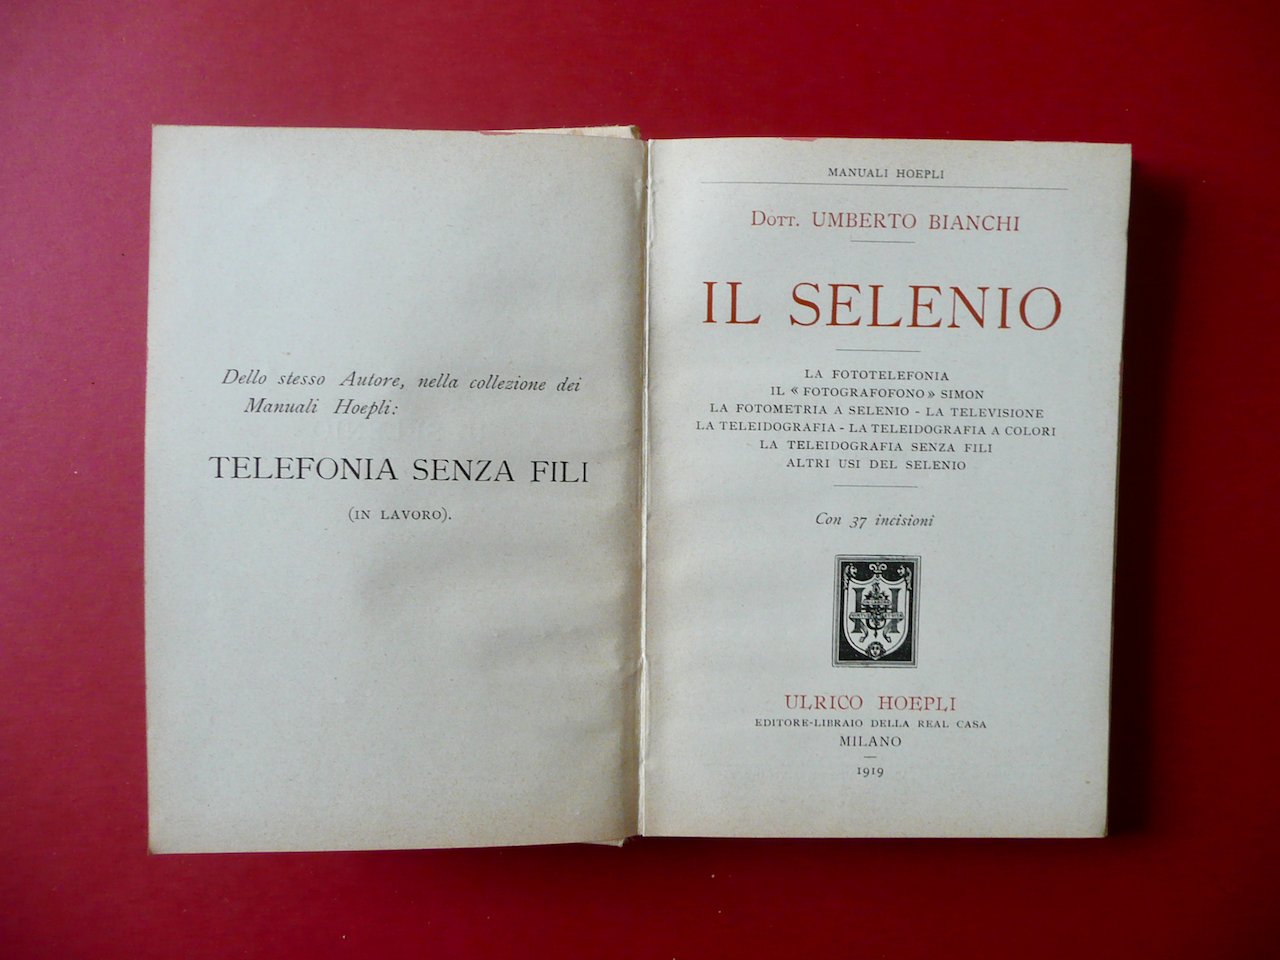 Dello stesso Autore, nella collezione dei
Manuali Hoepli:
TELEFONIA SENZA FILI
(IN LAVORO).
MANUALI HOEPLI
DOTT. UMBERTO BIANCHI
IL SELENIO
LA FOTOTELEFONIA
IL « FOTOGRAFOFONO» SIMON
LA FOTOMETRIA A SELENIO - LA TELEVISIONE
LA TELEIDOGRAFIA - LA TELEIDOGRAFIA A COLORI
LA TELEIDOGRAFIA SENZA FILI
ALTRI USI DEL SELENIO
Con 37 incisioni
ULRICO HOEPLI
EDITORE-LIBRAIO DELLA REAL CASA
MILANO
1919